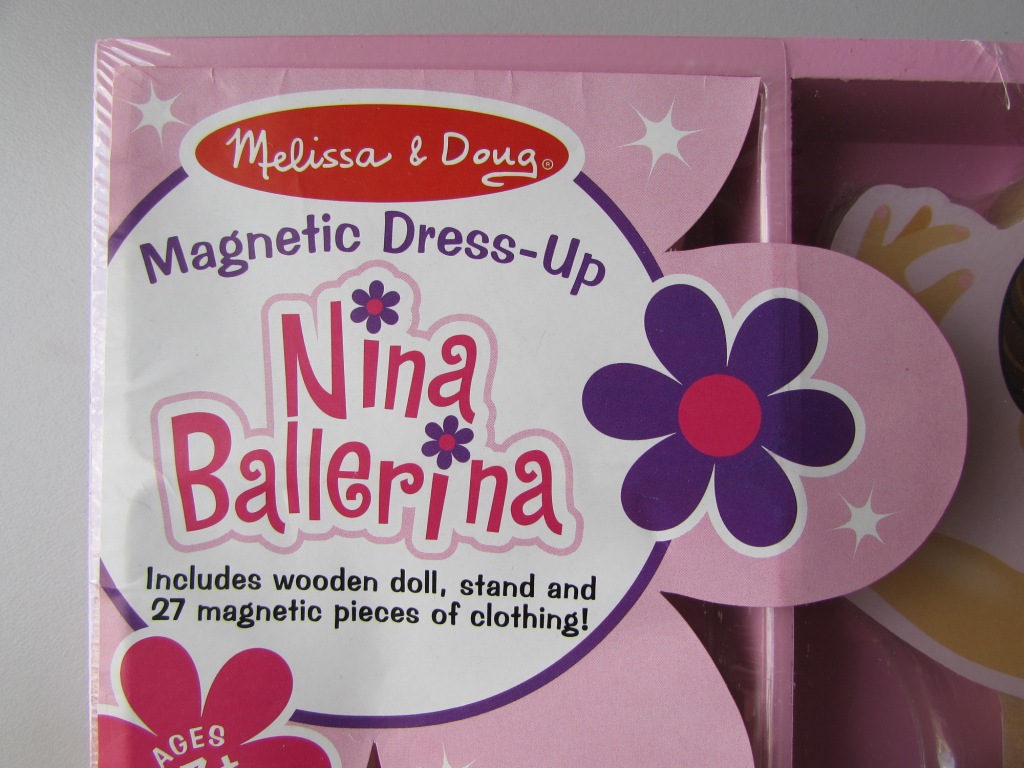 Melissa & Doug®
Magnetic Dress-Up
Nina
Ballerina
Includes wooden doll, stand and
27 magnetic pieces of clothing!
AGES